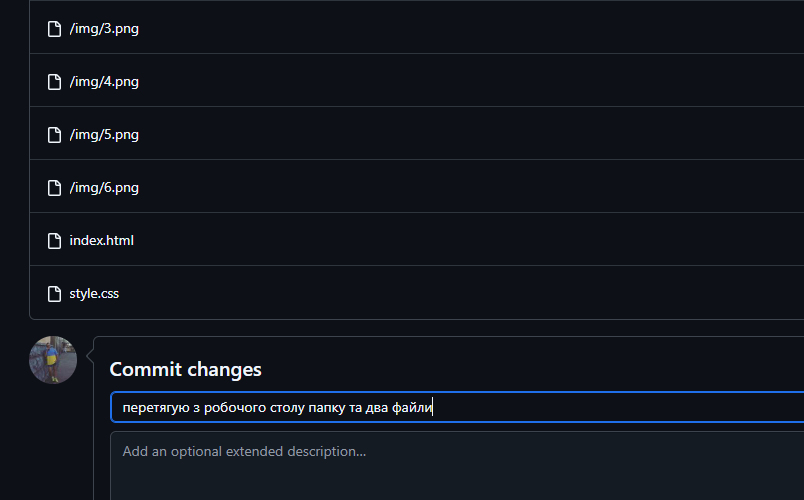 /img/3.png
/img/4.png
/img/5.png
/img/6.png
index.html
style.css
Commit changes
перетягую з робочого столу папку та два файли
Add an optional extended description...